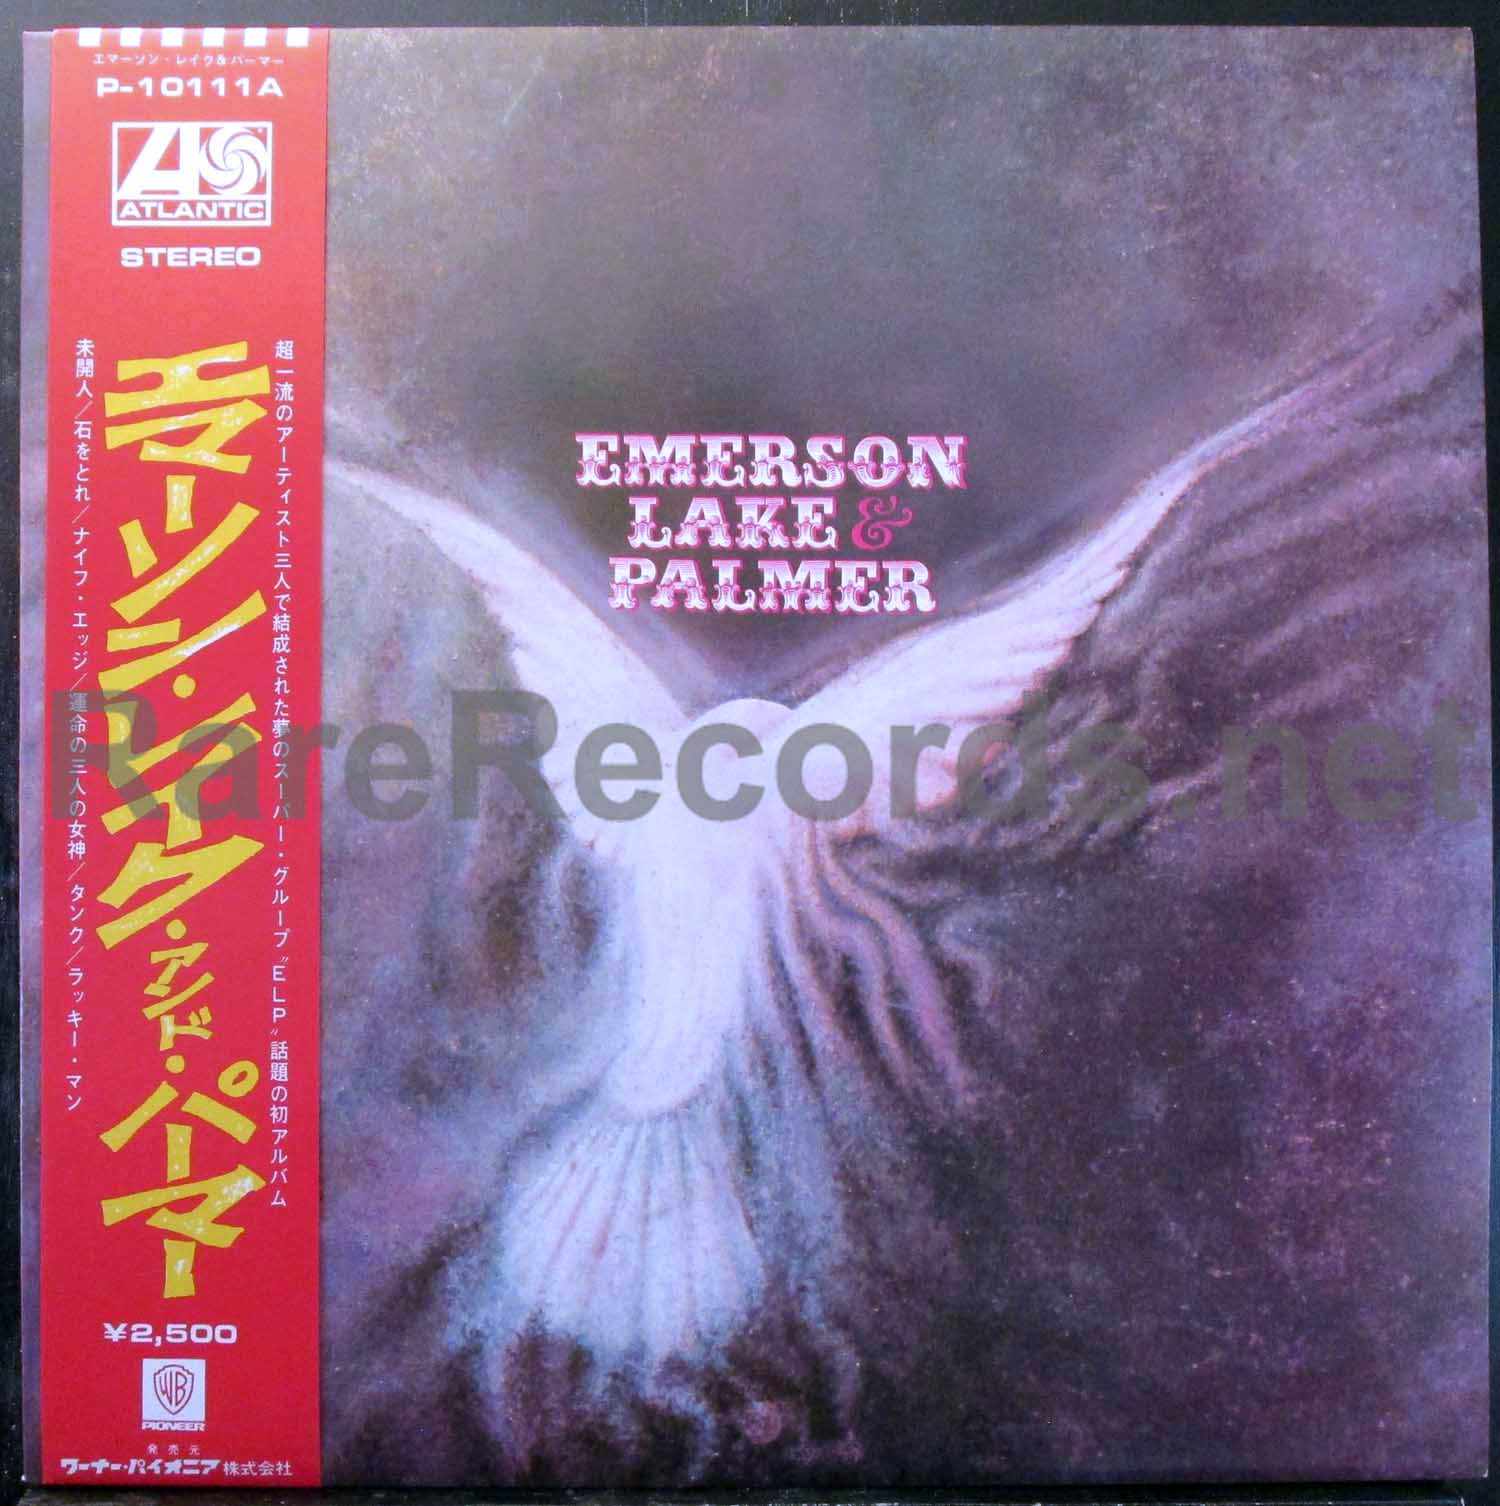 エマーソン・レイク&パーマー
P-10111A
ATLANTIC
STEREO
超一流のアーティスト三人で結成された夢のスーパー・グループ“ELP”話題の初アルバム
エマーソン・レイク・アンド・パーマー
未開人/石をとれ/ナイフ・エッジ/運命の三人の女神/タンク/ラッキー・マン
¥2,500
WB
PIONEER
発売元
ワーナー・パイオニア株式会社
EMERSON
LAKE &
PALMER
RareRecords.net